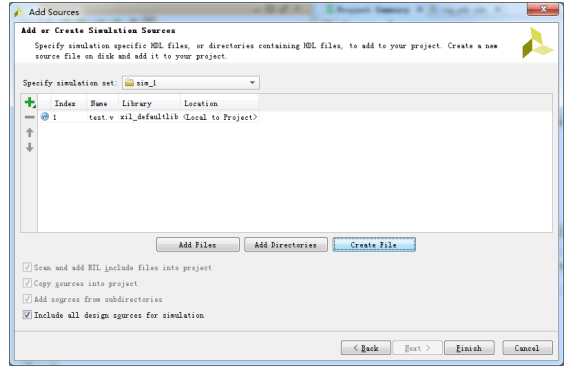 Add Sources
Add or Create Simulation Sources
Specify simulation specific HDL files, or directories containing HDL files, to add to your project. Create a new
source file on disk and add it to your project.
Specify simulation set: sim_1
Index Name Library Location
1 test.v xil_defaultlib <Local to Project>
Add Files Add Directories Create File
Scan and add RTL include files into project
Copy sources into project
Add sources from subdirectories
Include all design sources for simulation
< Back Next > Finish Cancel